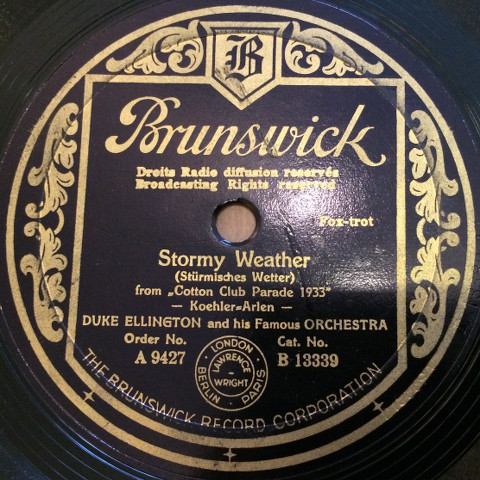 B
Brunswick
Droits Radio diffusion reservés
Broadcasting Rights reserved
Fox-trot
Stormy Weather
(Stürmisches Wetter)
from „Cotton Club Parade 1933"
— Koehler=Arlen —
DUKE ELLINGTON and his Famous ORCHESTRA
Order No. Cat. No.
A 9427 B 13339
LONDON
LAWRENCE
- WRIGHT -
BERLIN PARIS
THE BRUNSWICK RECORD CORPORATION